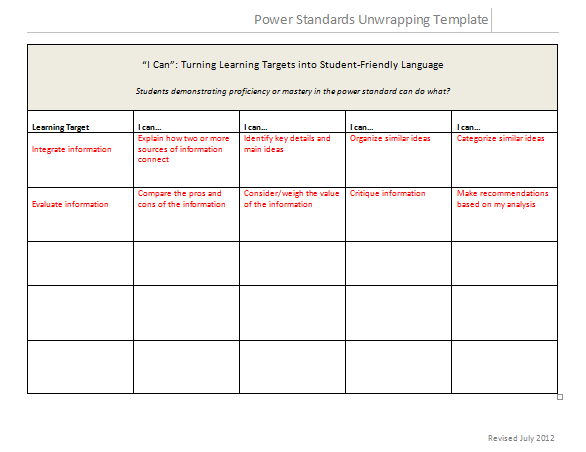 Power Standards Unwrapping Template
“I Can”: Turning Learning Targets into Student-Friendly Language
Students demonstrating proficiency or mastery in the power standard can do what?
Learning Target
I can...
I can...
I can...
I can...
Integrate information
Explain how two or more
sources of information
connect
Identify key details and
main ideas
Organize similar ideas
Categorize similar ideas
Evaluate information
Compare the pros and
cons of the information
Consider/weigh the value
of the information
Critique information
Make recommendations
based on my analysis
Revised July 2012